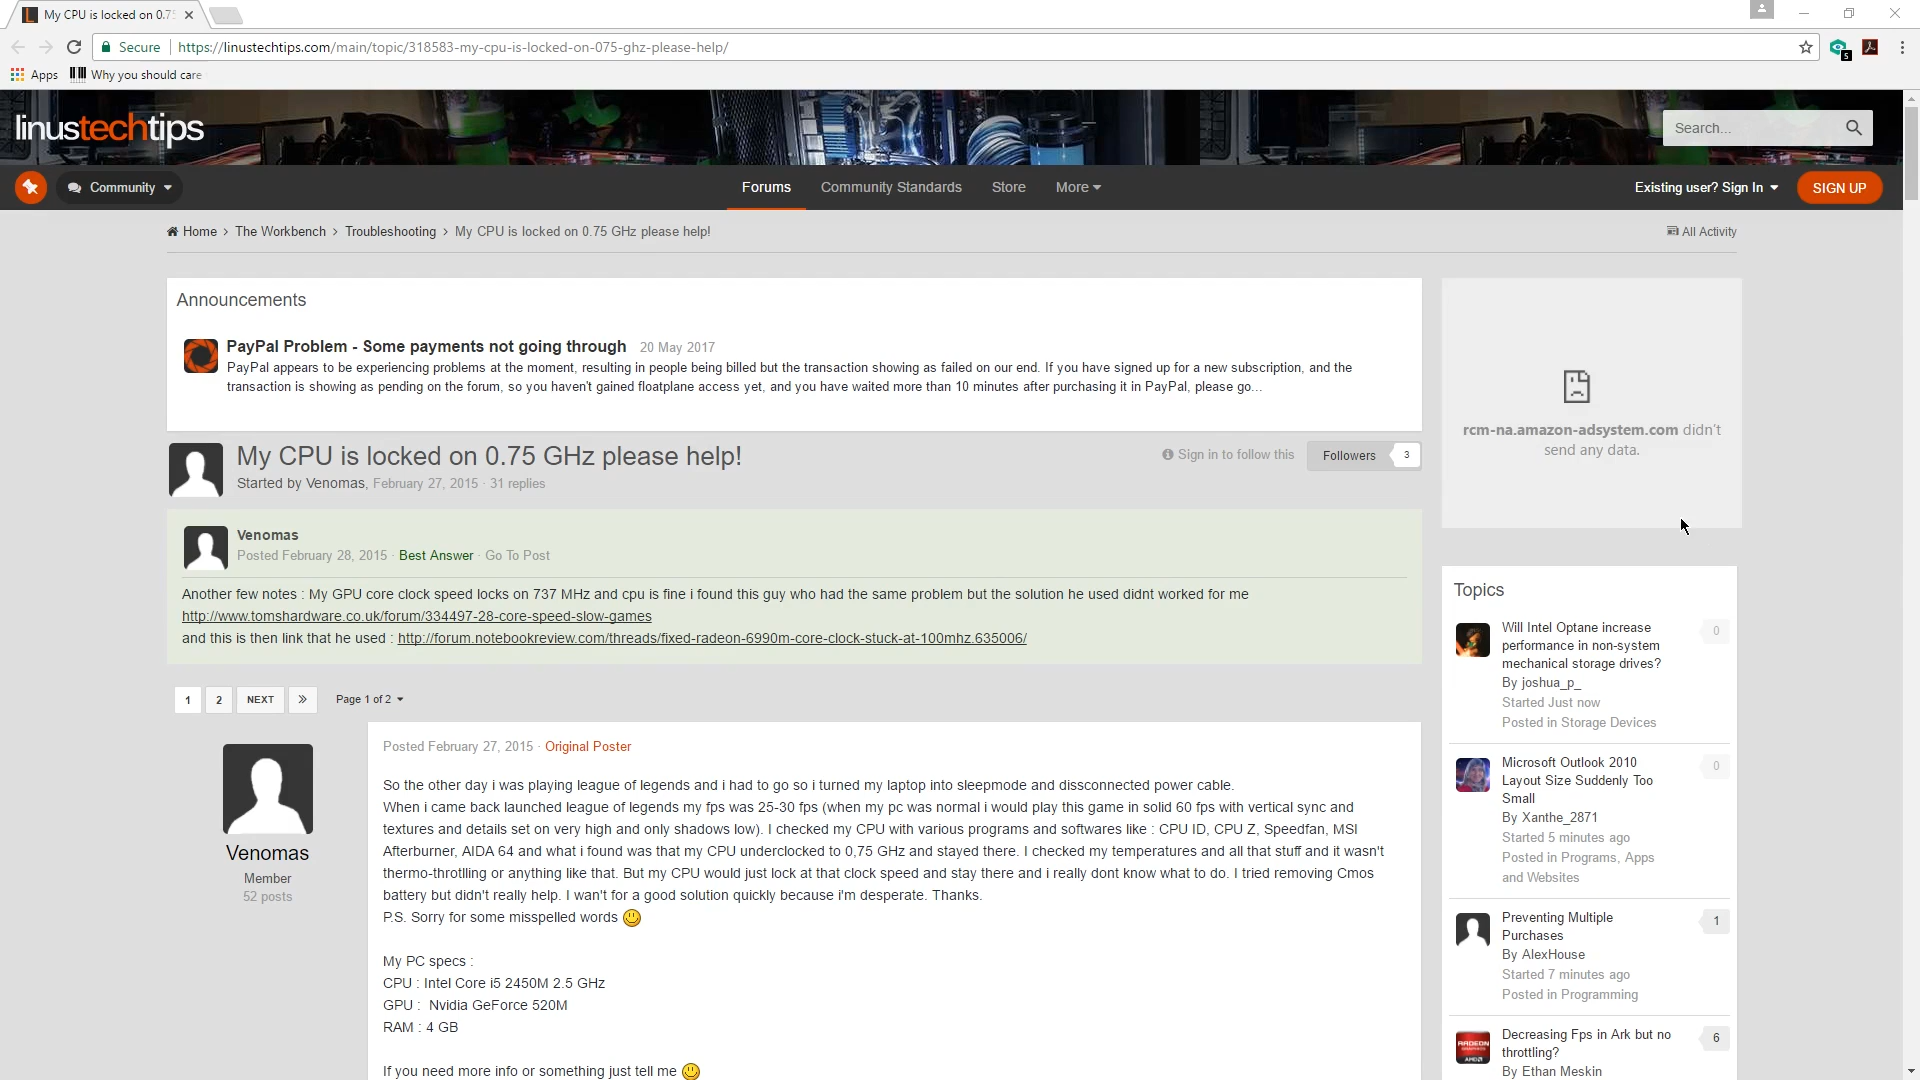 My CPU is locked on 0.75
Secure
https://linustechtips.com/main/topic/318583-my-cpu-is-locked-on-075-ghz-please-help/
5
Apps
Why you should care
linustechtips
Search...
Community
Forums
Community Standards
Store
More
Existing user? Sign In
SIGN UP
Home > The Workbench > Troubleshooting > My CPU is locked on 0.75 GHz please help!
All Activity
Announcements
PayPal Problem - Some payments not going through 20 May 2017
PayPal appears to be experiencing problems at the moment, resulting in people being billed but the transaction showing as failed on our end. If you have signed up for a new subscription, and the
transaction is showing as pending on the forum, so you haven't gained floatplane access yet, and you have waited more than 10 minutes after purchasing it in PayPal, please go...
My CPU is locked on 0.75 GHz please help!
Started by Venomas, February 27, 2015 · 31 replies
Sign in to follow this
Followers 3
Venomas
Posted February 28, 2015 · Best Answer · Go To Post
Another few notes : My GPU core clock speed locks on 737 MHz and cpu is fine i found this guy who had the same problem but the solution he used didnt worked for me
http://www.tomshardware.co.uk/forum/334497-28-core-speed-slow-games
and this is then link that he used : http://forum.notebookreview.com/threads/fixed-radeon-6990m-core-clock-stuck-at-100mhz.635006/
1 2 NEXT » Page 1 of 2
Venomas
Member
52 posts
Posted February 27, 2015 · Original Poster
So the other day i was playing league of legends and i had to go so i turned my laptop into sleepmode and dissconnected power cable.
When i came back launched league of legends my fps was 25-30 fps (when my pc was normal i would play this game in solid 60 fps with vertical sync and
textures and details set on very high and only shadows low). I checked my CPU with various programs and softwares like : CPU ID, CPU Z, Speedfan, MSI
Afterburner, AIDA 64 and what i found was that my CPU underclocked to 0,75 GHz and stayed there. I checked my temperatures and all that stuff and it wasn't
thermo-throtlling or anything like that. But my CPU would just lock at that clock speed and stay there and i really dont know what to do. I tried removing Cmos
battery but didn't really help. I wan't for a good solution quickly because i'm desperate. Thanks.
P.S. Sorry for some misspelled words
My PC specs :
CPU : Intel Core i5 2450M 2.5 GHz
GPU : Nvidia GeForce 520M
RAM : 4 GB
If you need more info or something just tell me
rcm-na.amazon-adsystem.com didn't
send any data.
Topics
Will Intel Optane increase
performance in non-system
mechanical storage drives?
0
By joshua_p_
Started Just now
Posted in Storage Devices
Microsoft Outlook 2010
Layout Size Suddenly Too
Small
0
By Xanthe_2871
Started 5 minutes ago
Posted in Programs, Apps
and Websites
Preventing Multiple
Purchases
1
By AlexHouse
Started 7 minutes ago
Posted in Programming
RADEON
GRAPHICS
AMD
Decreasing Fps in Ark but no
throttling?
6
By Ethan Meskin